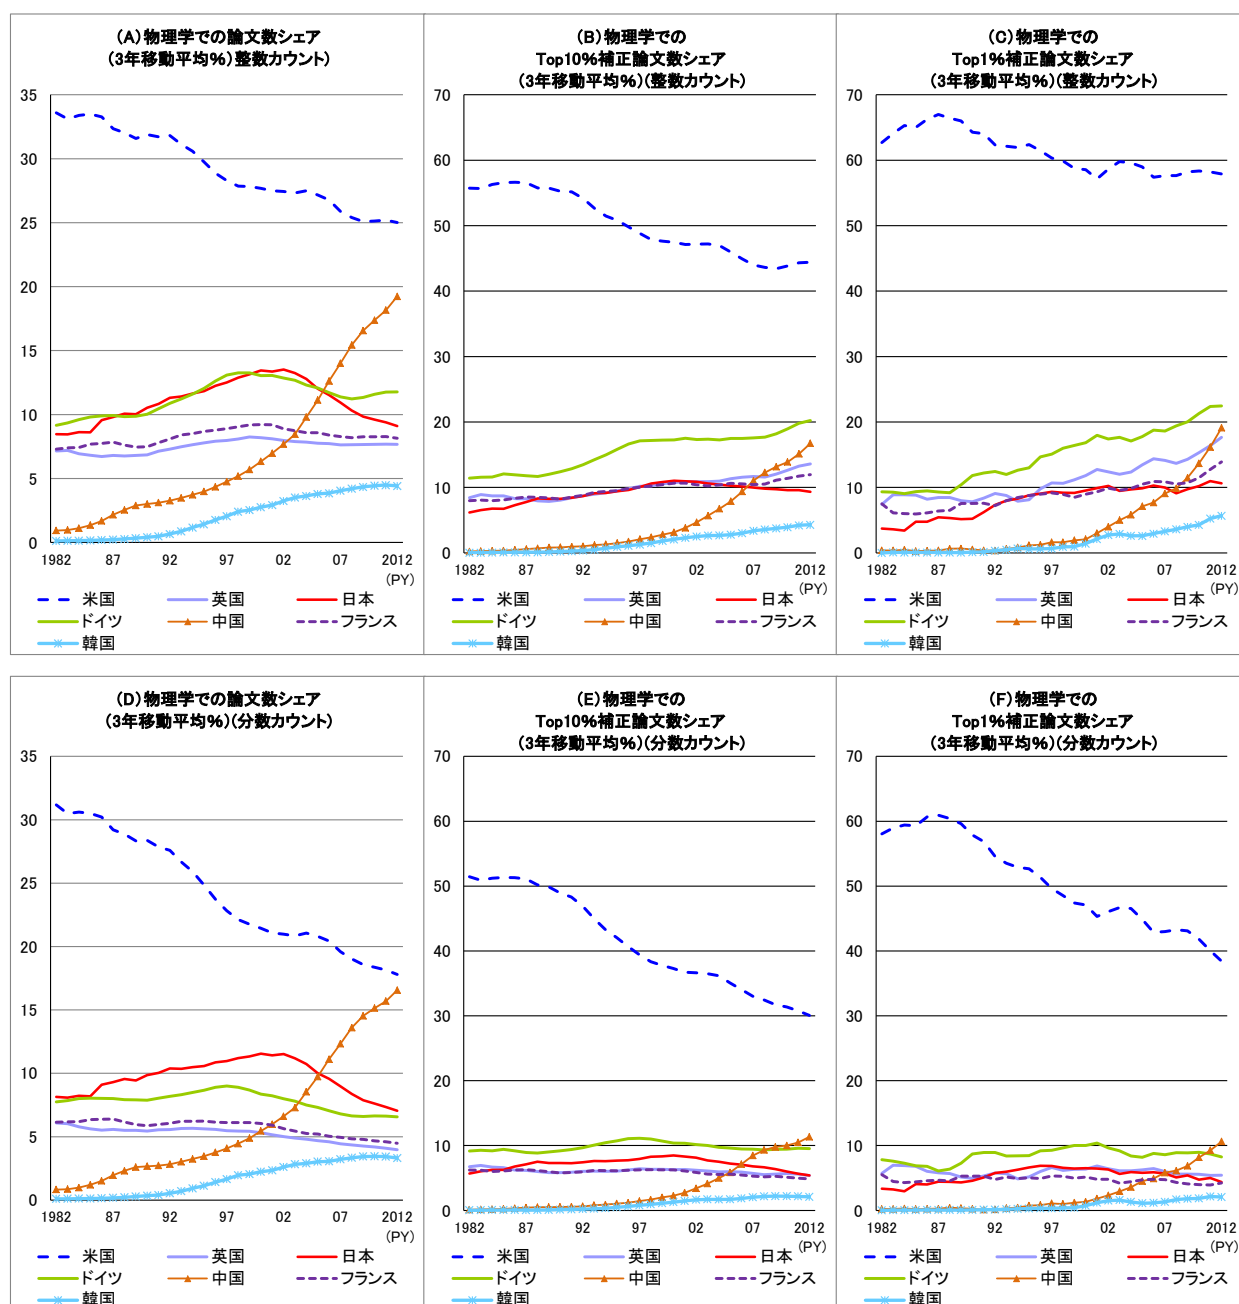 (A)物理学での論文数シェア
(3年移動平均%)整数カウント)
35
30
25
20
15
10
5
0
1982 87 92 97 02 07 2012
(PY)
米国 英国 日本
ドイツ 中国 フランス
韓国
(B)物理学での
Top10%補正論文数シェア
(3年移動平均%)(整数カウント)
70
60
50
40
30
20
10
0
1982 87 92 97 02 07 2012
(PY)
米国 英国 日本
ドイツ 中国 フランス
韓国
(C)物理学での
Top1%補正論文数シェア
(3年移動平均%)(整数カウント)
70
60
50
40
30
20
10
0
1982 87 92 97 02 07 2012
(PY)
米国 英国 日本
ドイツ 中国 フランス
韓国
(D)物理学での論文数シェア
(3年移動平均%)(分数カウント)
35
30
25
20
15
10
5
0
1982 87 92 97 02 07 2012
(PY)
米国 英国 日本
ドイツ 中国 フランス
韓国
(E)物理学での
Top10%補正論文数シェア
(3年移動平均%)(分数カウント)
70
60
50
40
30
20
10
0
1982 87 92 97 02 07 2012
(PY)
米国 英国 日本
ドイツ 中国 フランス
韓国
(F)物理学での
Top1%補正論文数シェア
(3年移動平均%)(分数カウント)
70
60
50
40
30
20
10
0
1982 87 92 97 02 07 2012
(PY)
米国 英国 日本
ドイツ 中国 フランス
韓国